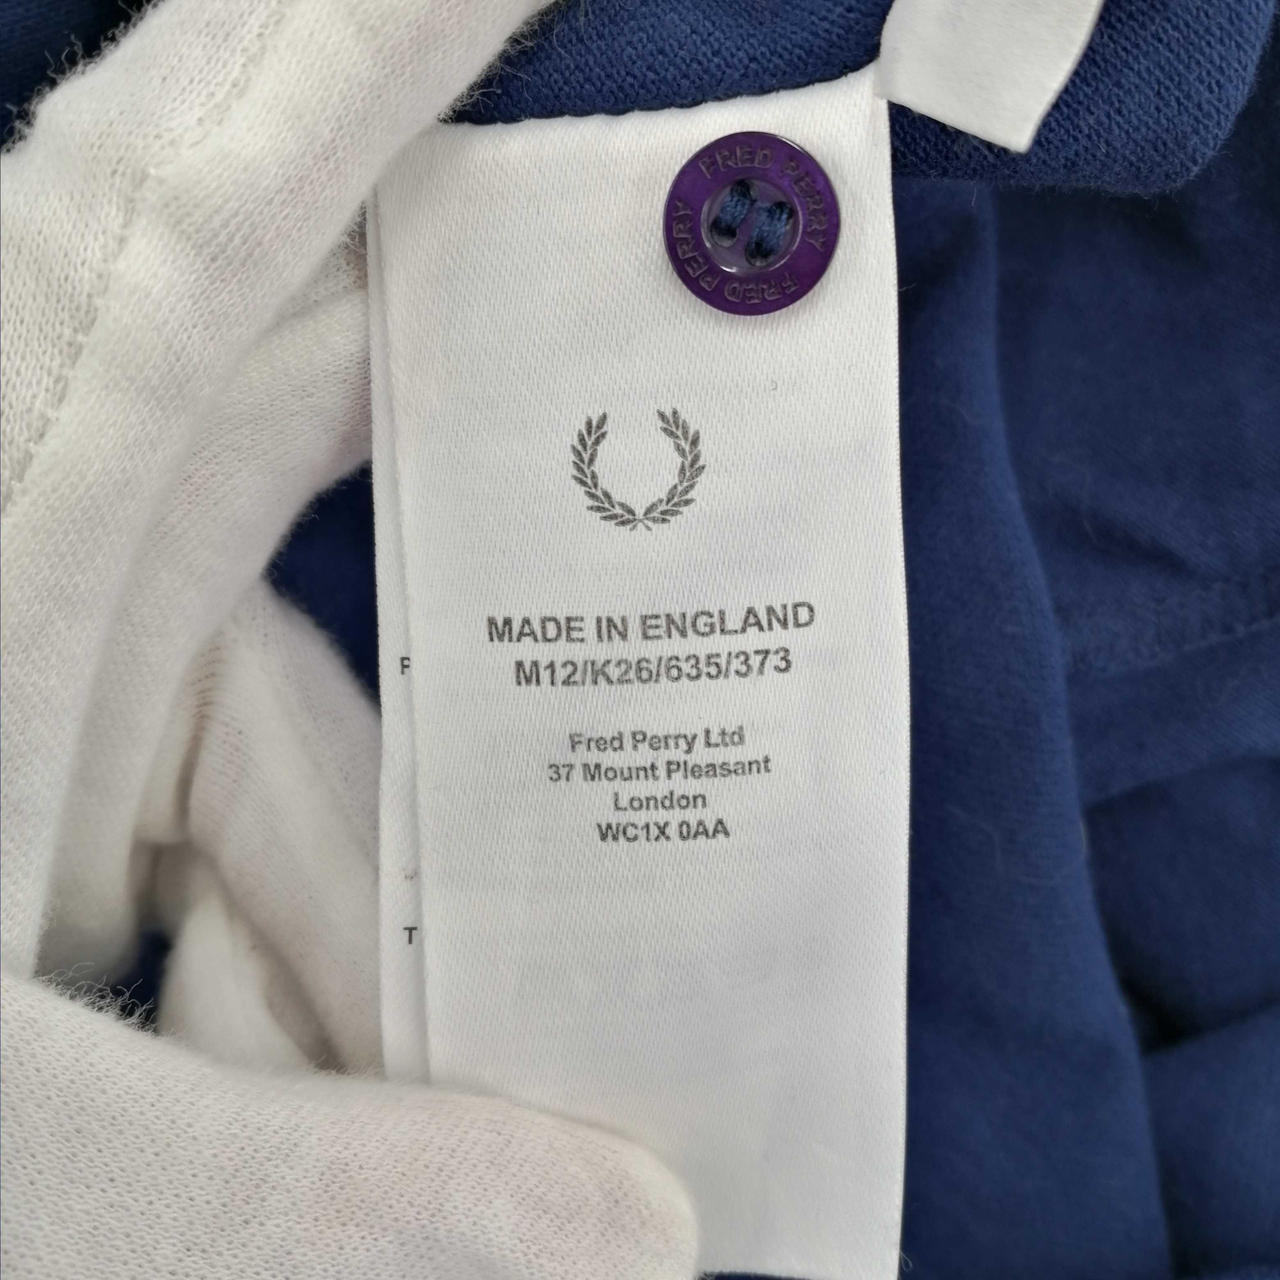 FRED PERRY
FRED PERRY
MADE IN ENGLAND
M12/K26/635/373
Fred Perry Ltd
37 Mount Pleasant
London
WC1X 0AA
F
T